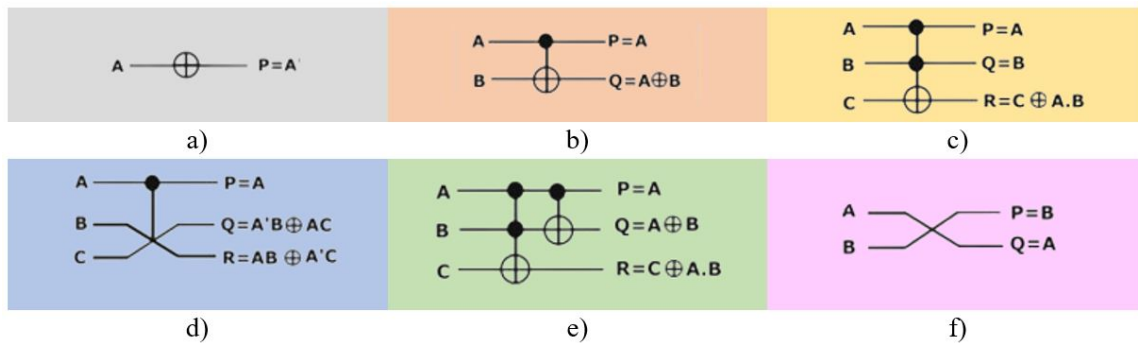 A P=A'
a)
A P=A
B Q=A⊕B
b)
A P=A
B Q=B
C R=C ⊕ A.B
c)
A P=A
B Q=A'B ⊕ AC
C R=AB ⊕ A'C
d)
A P=A
B Q=A ⊕ B
C R=C ⊕ A.B
e)
A P=B
B Q=A
f)